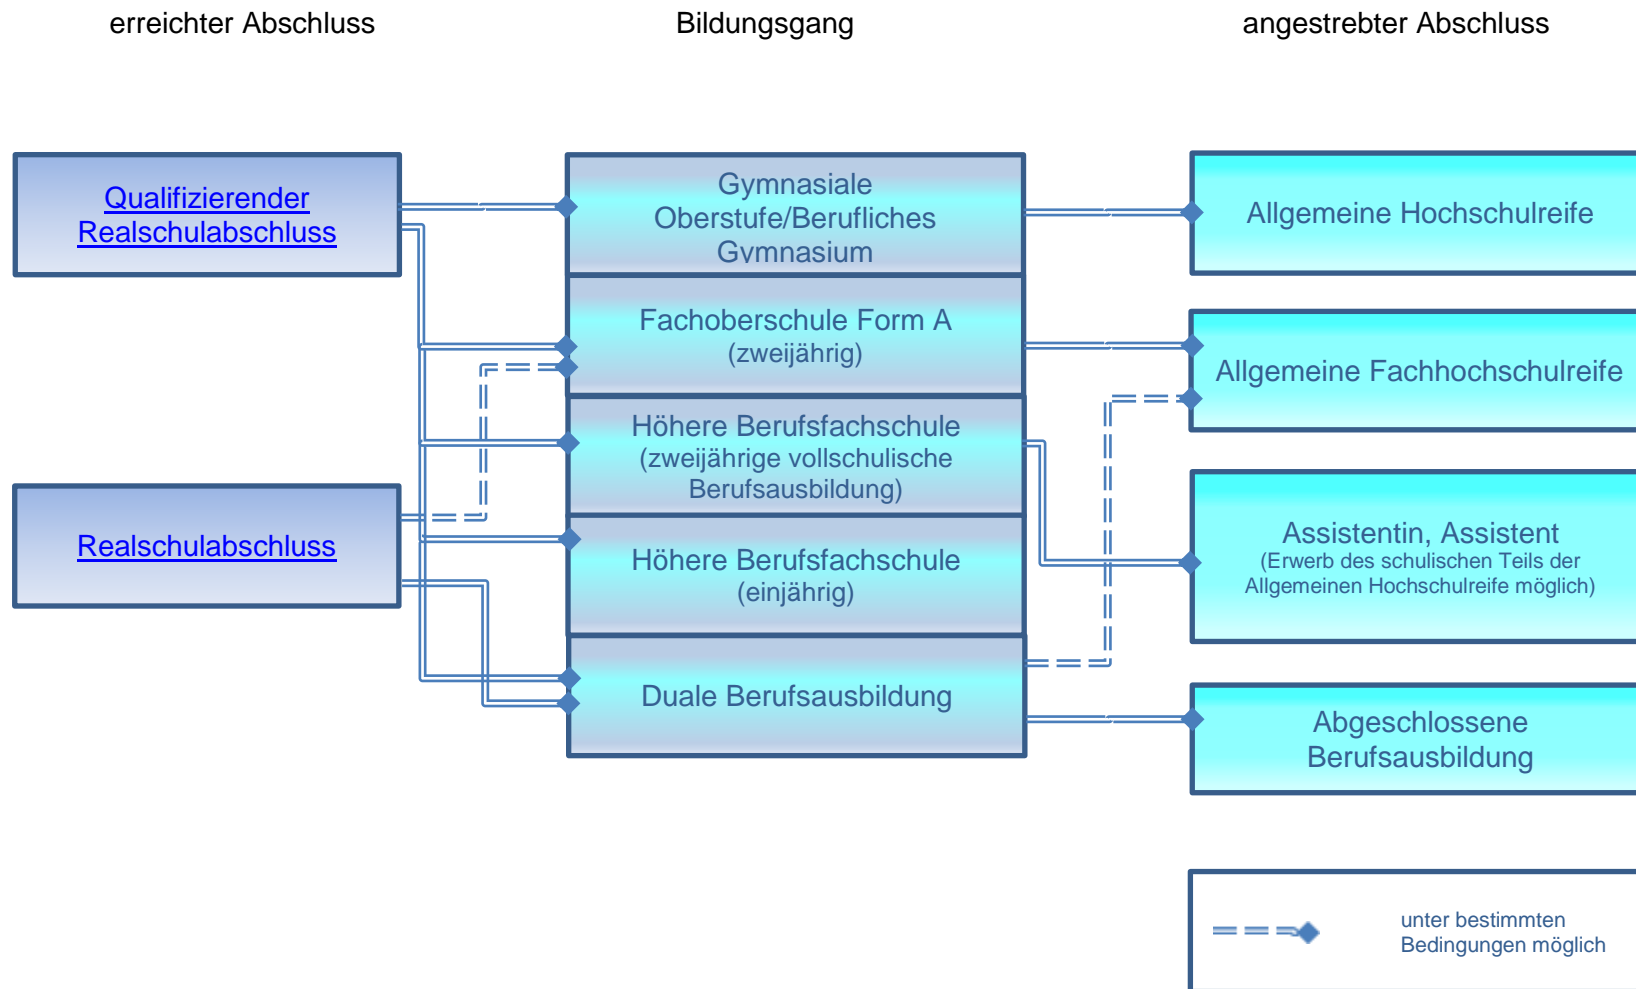 erreichter Abschluss
Bildungsgang
angestrebter Abschluss
Qualifizierender
Realschulabschluss
Realschulabschluss
Gymnasiale
Oberstufe/Berufliches
Gymnasium
Fachoberschule Form A
(zweijährig)
Höhere Berufsfachschule
(zweijährige vollschulische
Berufsausbildung)
Höhere Berufsfachschule
(einjährig)
Duale Berufsausbildung
Allgemeine Hochschulreife
Allgemeine Fachhochschulreife
Assistentin, Assistent
(Erwerb des schulischen Teils der
Allgemeinen Hochschulreife möglich)
Abgeschlossene
Berufsausbildung
unter bestimmten
Bedingungen möglich